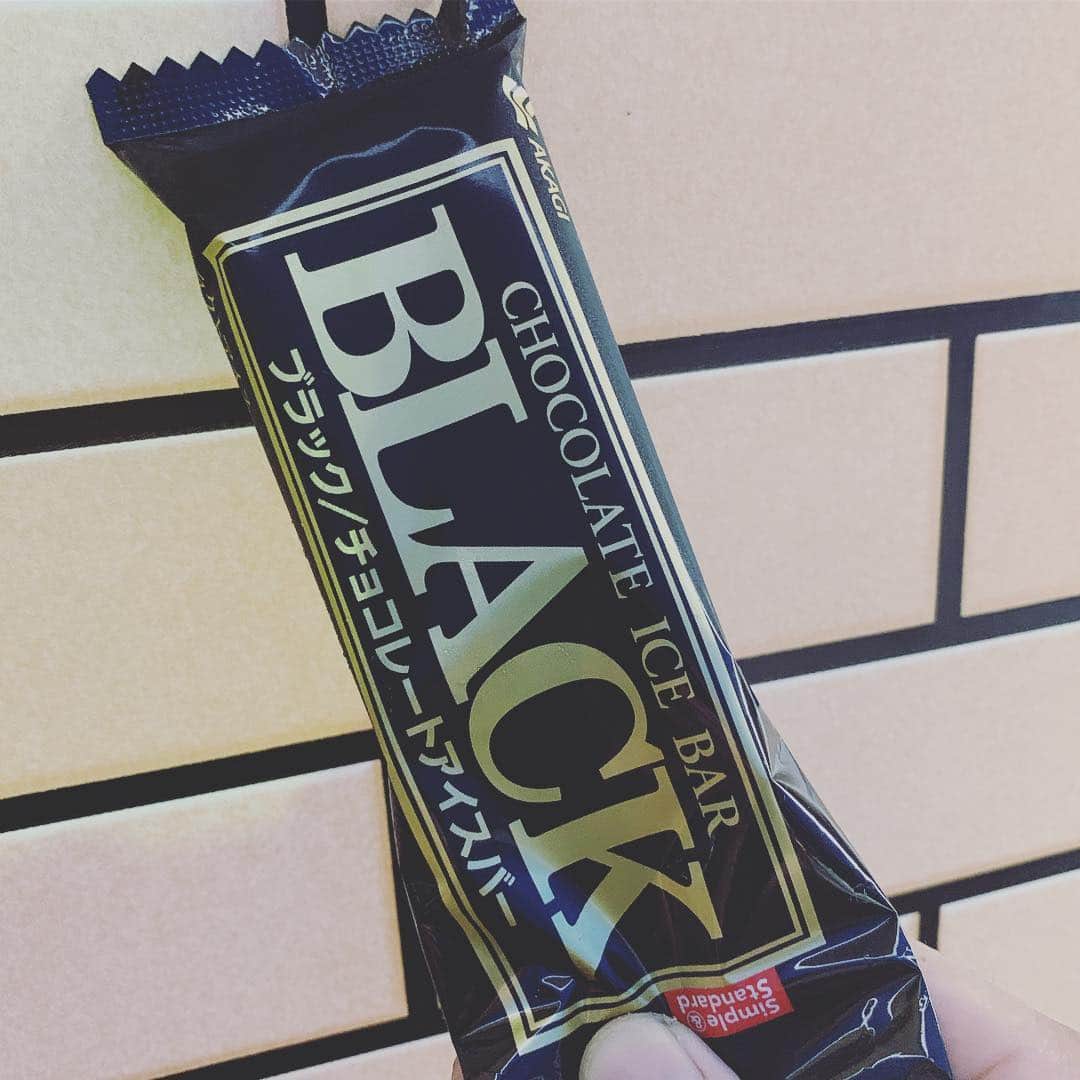 AKAGI
CHOCOLATE ICE BAR
BLACK
ブラック/チョコレートアイスバー
Simple &
Standard